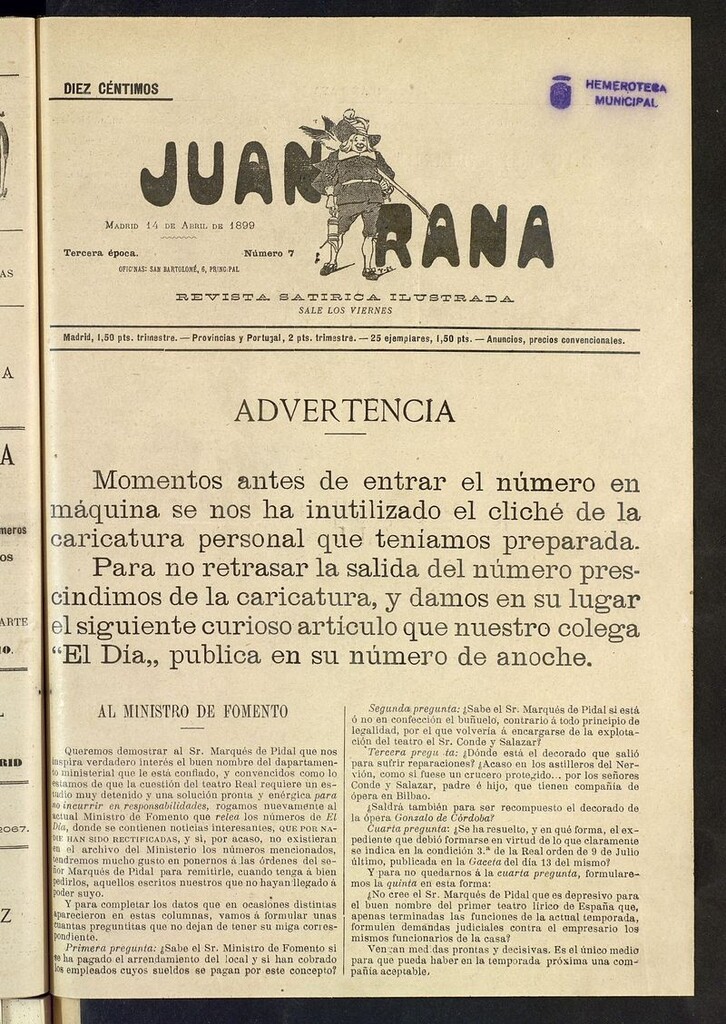 DIEZ CÉNTIMOS
HEMEROTECA
MUNICIPAL
JUAN RANA
MADRID 14 DE ABRIL DE 1899
Tercera época. Número 7
OFICINAS: SAN BARTOLOMÉ, 6, PRINCIPAL
REVISTA SATIRICA ILUSTRADA
SALE LOS VIERNES
Madrid, 1,50 pts. trimestre. — Provincias y Portugal, 2 pts. trimestre. — 25 ejemplares, 1,50 pts. — Anuncios, precios convencionales.
ADVERTENCIA
Momentos antes de entrar el número en
máquina se nos ha inutilizado el cliché de la
caricatura personal que teníamos preparada.
Para no retrasar la salida del número pres-
cindimos de la caricatura, y damos en su lugar
el siguiente curioso artículo que nuestro colega
“El Día„ publica en su número de anoche.
AL MINISTRO DE FOMENTO
Queremos demostrar al Sr. Marqués de Pidal que nos
inspira verdadero interés el buen nombre del dapartamen-
to ministerial que le está confiado, y convencidos como lo
estamos de que la cuestión del teatro Real requiere un es-
tudio muy detenido y una solución pronta y enérgica para
no incurrir en responsabilidades, rogamos nuevamente al
actual Ministro de Fomento que relea los números de El
Día, donde se contienen noticias interesantes, QUE POR NA-
DIE HAN SIDO RECTIFICADAS, y si, por acaso, no existieran
en el archivo del Ministerio los números mencionados,
tendremos mucho gusto en ponernos á las órdenes del se-
ñor Marqués de Pidal para remitirle, cuando tenga á bien
pedirlos, aquellos escritos nuestros que no hayan llegado á
poder suyo.
Y para completar los datos que en ocasiones distintas
aparecieron en estas columnas, vamos á formular unas
cuantas preguntitas que no dejan de tener su miga corres-
pondiente.
Primera pregunta: ¿Sabe el Sr. Ministro de Fomento si
se ha pagado el arrendamiento del local y si han cobrado
los empleados cuyos sueldos se pagan por este concepto?
Segunda pregunta: ¿Sabe el Sr. Marqués de Pidal si está
ó no en confección el buñuelo, contrario á todo principio de
legalidad, por el que volvería á encargarse de la explota-
ción del teatro el Sr. Conde y Salazar?
Tercera pregunta: ¿Dónde está el decorado que salió
para sufrir reparaciones? ¿Acaso en los astilleros del Ner-
vión, como si fuese un crucero protegido... por los señores
Conde y Salazar, padre é hijo, que tienen compañía de
ópera en Bilbao.
¿Saldrá también para ser recompuesto el decorado de
la ópera Gonzalo de Córdoba?
Cuarta pregunta: ¿Se ha resuelto, y en qué forma, el ex-
pediente que debió formarse en virtud de lo que claramente
se indica en la condición 3.ª de la Real orden de 9 de Julio
último, publicada en la Gaceta del día 13 del mismo?
Y para no quedarnos á la cuarta pregunta, formulare-
mos la quinta en esta forma:
¿No cree el Sr. Marqués de Pidal que es depresivo para
el buen nombre del primer teatro lírico de España que,
apenas terminadas las funciones de la actual temporada,
formulen demandas judiciales contra el empresario los
mismos funcionarios de la casa?
Vengan medidas prontas y decisivas. Es el único medio
para que pueda haber en la temporada próxima una com-
pañía aceptable.